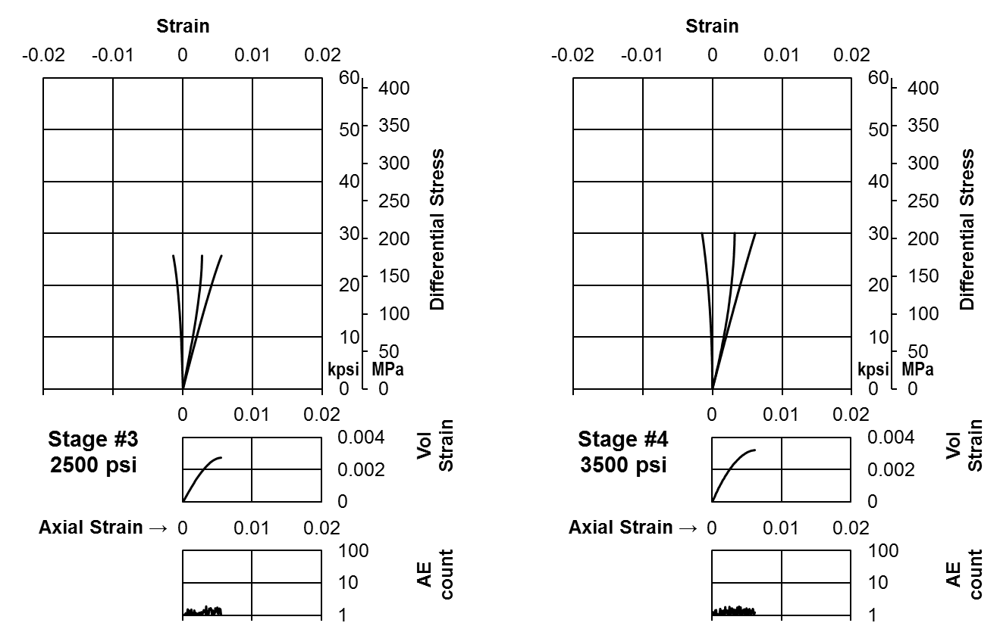 Strain
-0.02 -0.01 0 0.01 0.02
60
400
50
350
300
40
250
Differential Stress
30
200
150
20
100
10
50
kpsi MPa
0 0
0 0.01 0.02
Stage #3
2500 psi
0.004
0.002
0
Vol
Strain
Axial Strain → 0 0.01 0.02
100
10
1
AE
count
Strain
-0.02 -0.01 0 0.01 0.02
60
400
50
350
300
40
250
Differential Stress
30
200
150
20
100
10
50
kpsi MPa
0 0
0 0.01 0.02
Stage #4
3500 psi
0.004
0.002
0
Vol
Strain
Axial Strain → 0 0.01 0.02
100
10
1
AE
count